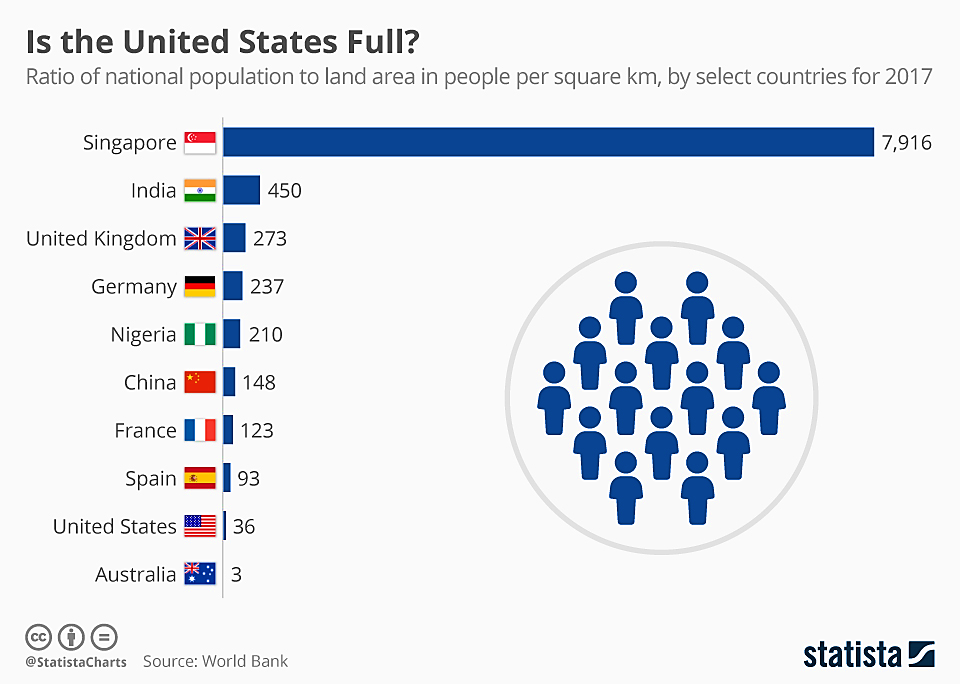 Is the United States Full?
Ratio of national population to land area in people per square km, by select countries for 2017
Singapore 7,916
India 450
United Kingdom 273
Germany 237
Nigeria 210
China 148
France 123
Spain 93
United States 36
Australia 3
cc
@StatistaCharts Source: World Bank
statista